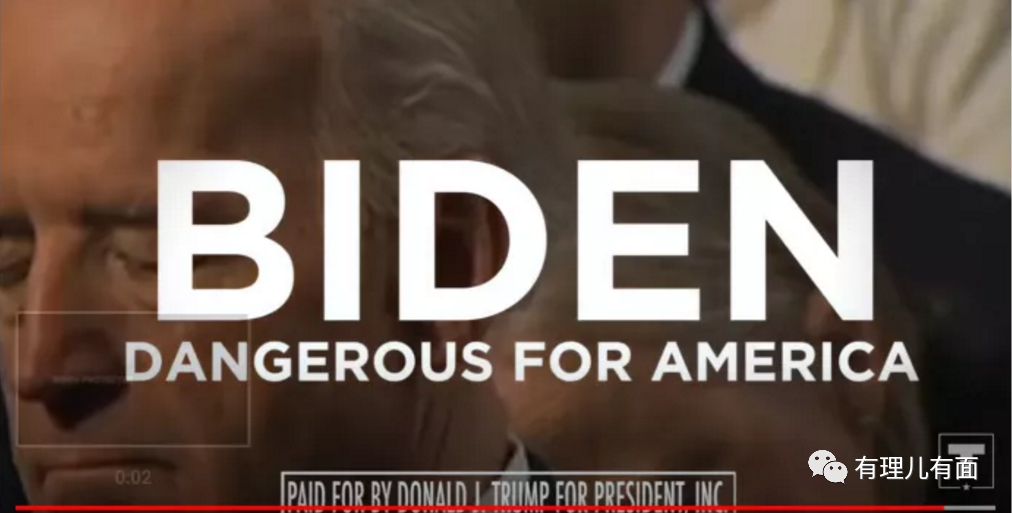 BIDEN
DANGEROUS FOR AMERICA
0:02
PAID FOR BY DONALD J. TRUMP FOR PRESIDENT, INC.
有理儿有面
T